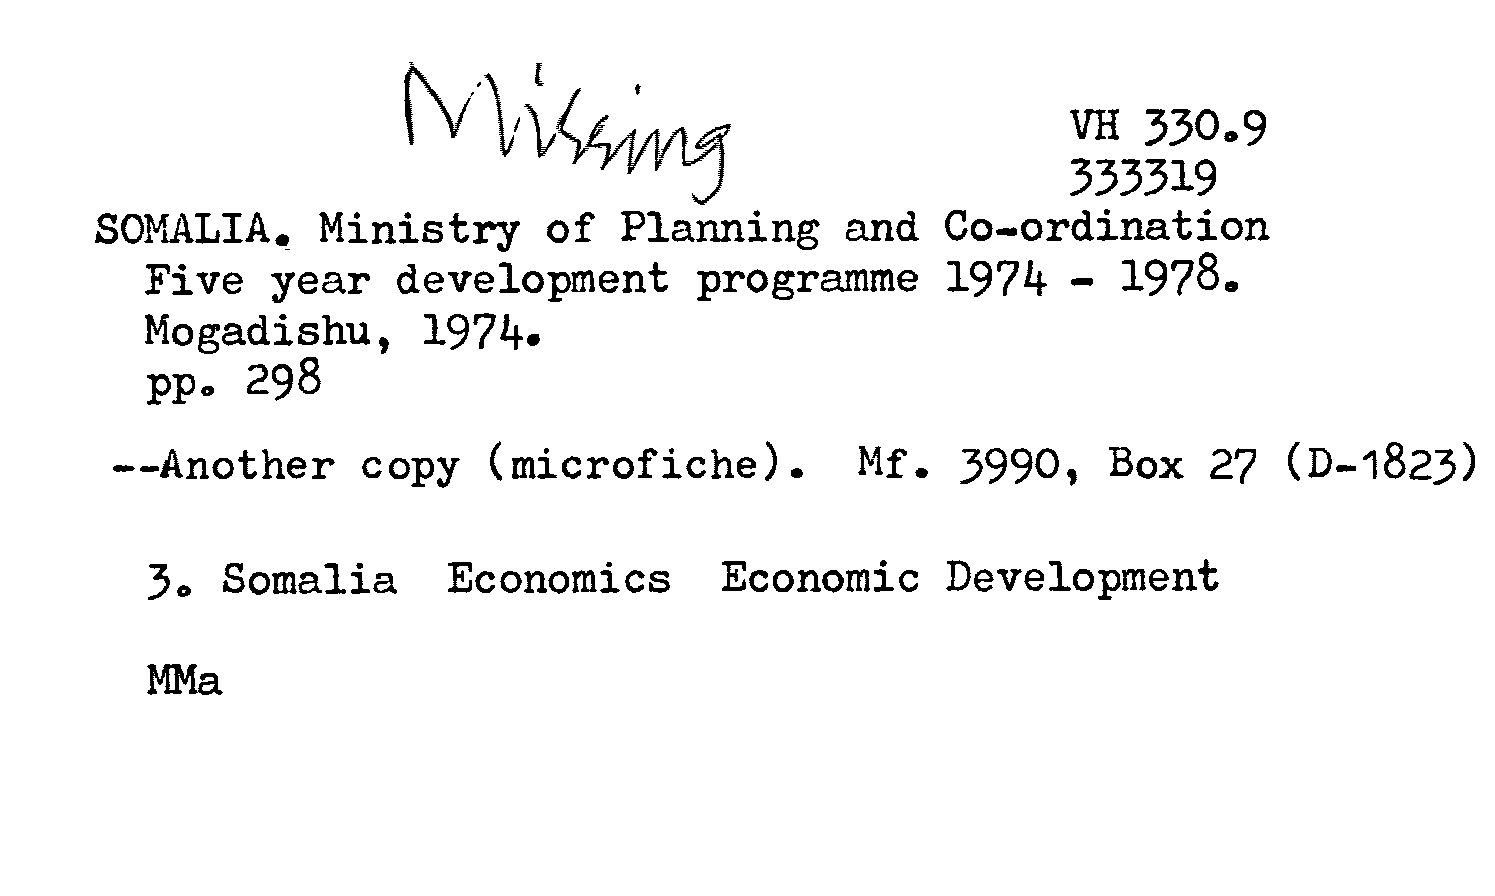 Missing
VH 330.9
333319
SOMALIA. Ministry of Planning and Co-ordination
Five year development programme 1974 - 1978.
Mogadishu, 1974.
pp. 298
--Another copy (microfiche). Mf. 3990, Box 27 (D-1823)
3. Somalia Economics Economic Development
MMa